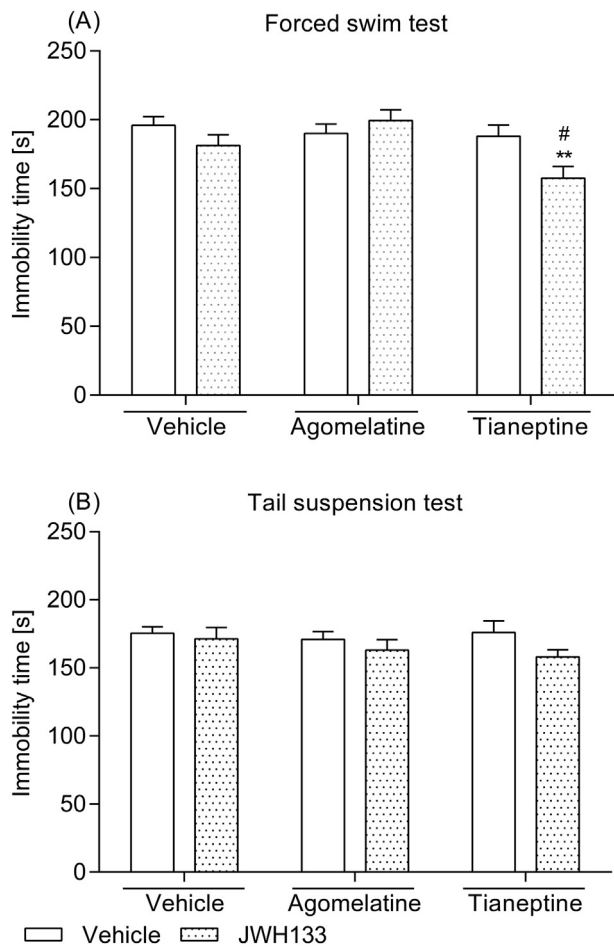 (A) Forced swim test
250
200
150
100
50
0
Immobility time [s]
#
**
Vehicle Agomelatine Tianeptine
(B) Tail suspension test
250
200
150
100
50
0
Immobility time [s]
Vehicle Agomelatine Tianeptine
Vehicle JWH133